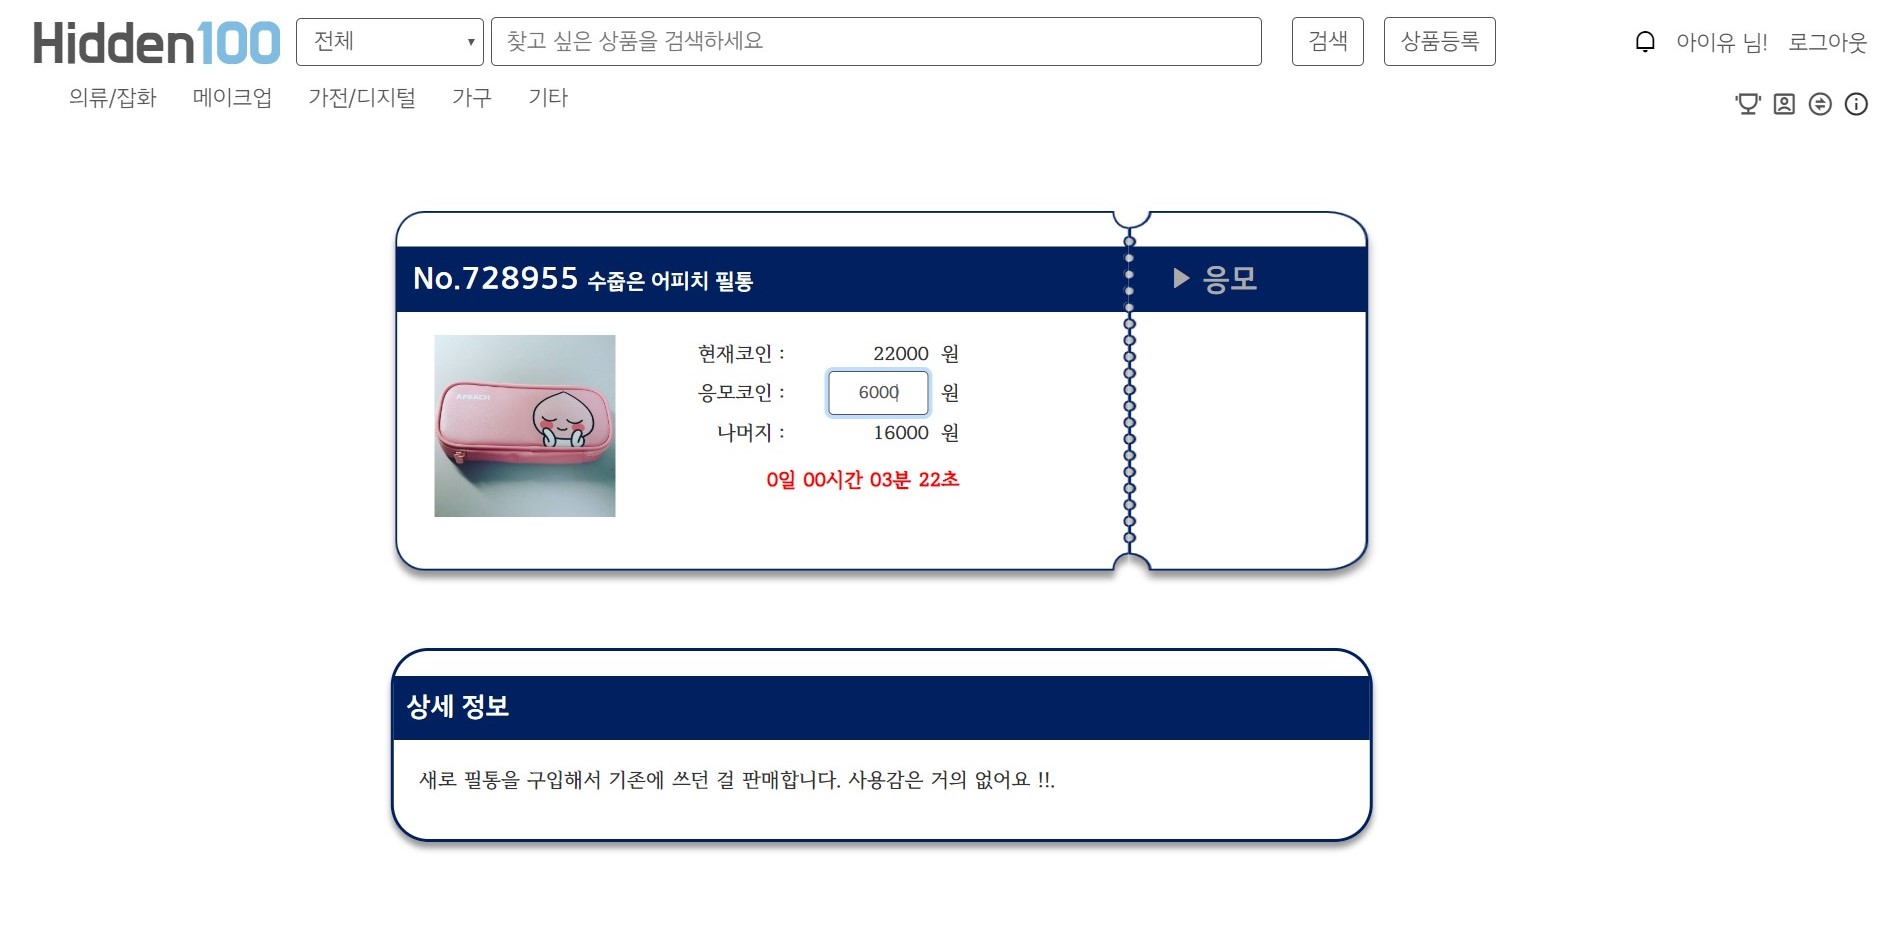 Hidden100 전체 찾고 싶은 상품을 검색하세요 검색 상품등록 아이유 님! 로그아웃
의류/잡화 메이크업 가전/디지털 가구 기타
No.728955 수줍은 어피치 필통 ▶ 응모
APEACH
현재코인 : 22000 원
응모코인 : 6000 원
나머지 : 16000 원
0일 00시간 03분 22초
상세 정보
새로 필통을 구입해서 기존에 쓰던 걸 판매합니다. 사용감은 거의 없어요 !!.